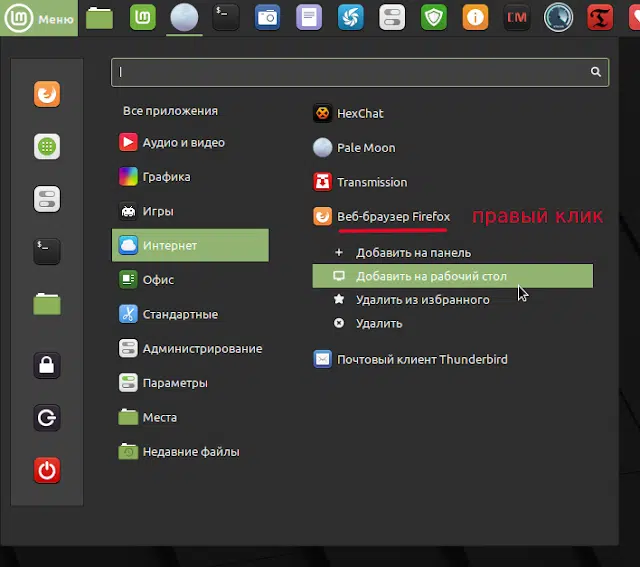 Меню
Все приложения
Аудио и видео
Графика
Игры
Интернет
Офис
Стандартные
Администрирование
Параметры
Места
Недавние файлы
HexChat
Pale Moon
Transmission
Веб-браузер Firefox правый клик
Добавить на панель
Добавить на рабочий стол
Удалить из избранного
Удалить
Почтовый клиент Thunderbird